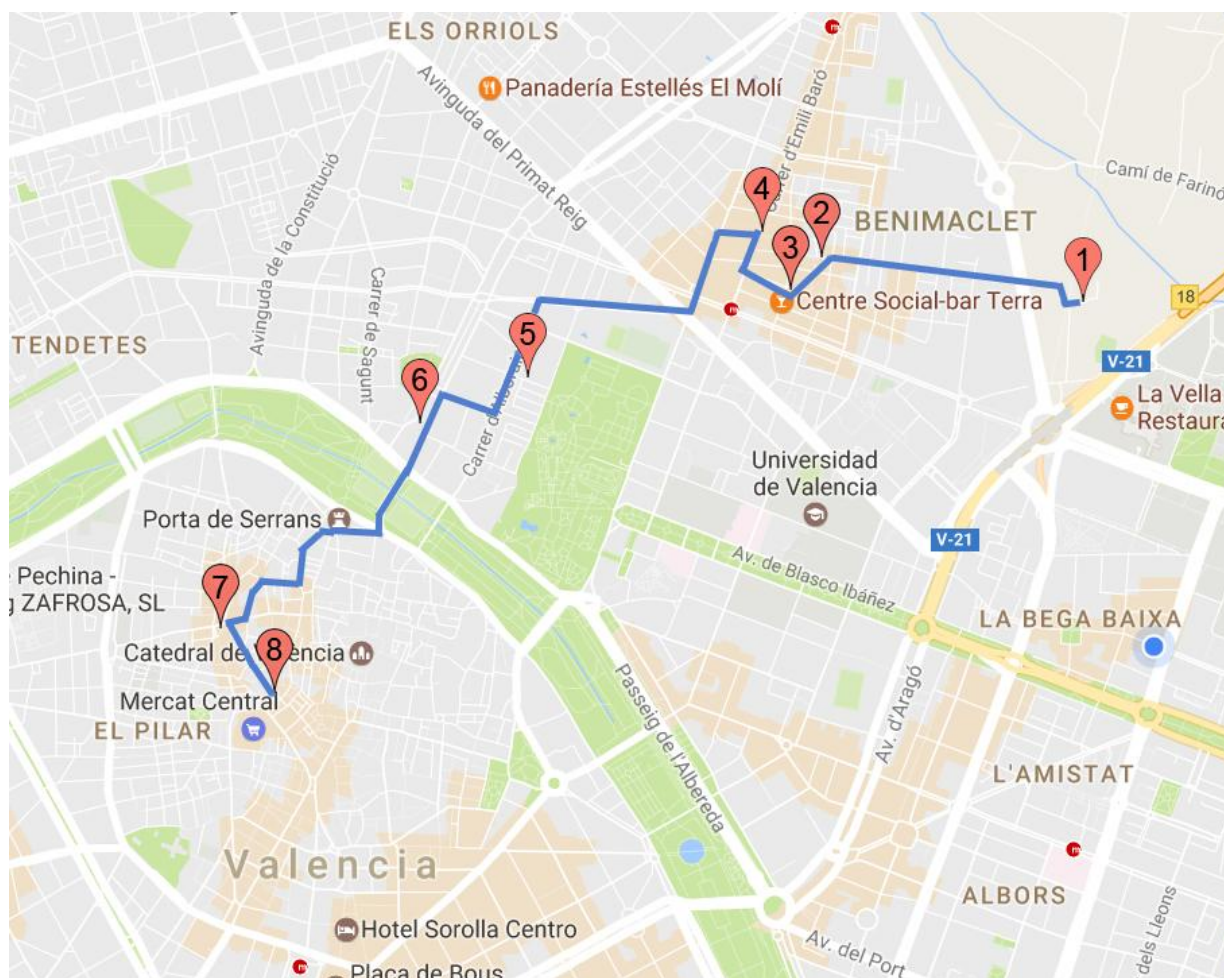 ELS ORRIOLS
Panadería Estellés El Molí
Avinguda del Primat Reig
Carrer d'Emili Baró
Camí de Farinó
Avinguda de la Constitució
4
2
BENIMACLET
3
1
Centre Social-bar Terra
18
Carrer de Sagunt
TENDETES
5
V-21
6
La Vella
Restaura
Carrer d'Alboraia
Universidad
de Valencia
Porta de Serrans
V-21
Av. de Blasco Ibáñez
Pechina -
ZAFROSA, SL
7
LA BEGA BAIXA
8
Catedral de València
Mercat Central
EL PILAR
Passeig de l'Albereda
Av. d'Aragó
L'AMISTAT
Valencia
ALBORS
Hotel Sorolla Centro
Av. del Port
dels Lleons
Plaça de Bous